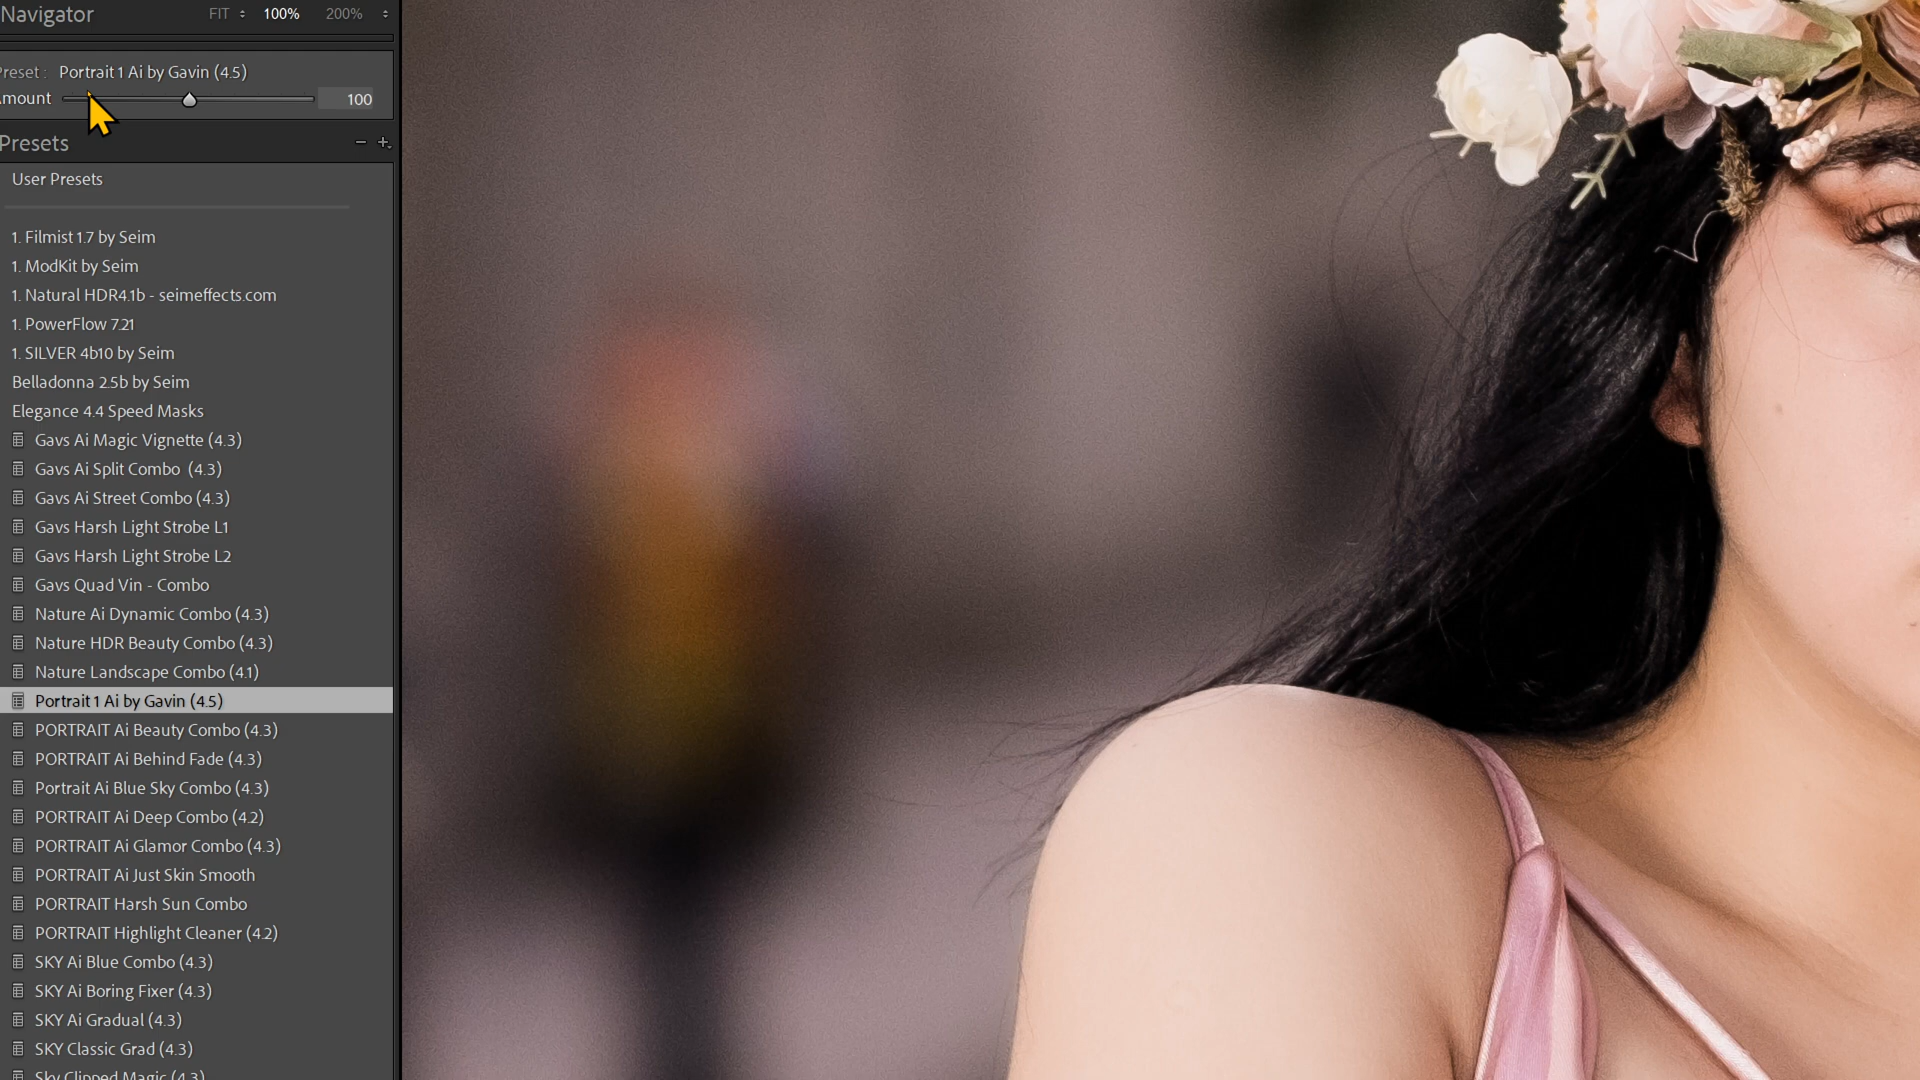 Navigator FIT 100% 200%
Preset : Portrait 1 Ai by Gavin (4.5)
Amount 100
Presets
User Presets
1. Filmist 1.7 by Seim
1. ModKit by Seim
1. Natural HDR4.1b - seimeffects.com
1. PowerFlow 7.21
1. SILVER 4b10 by Seim
Belladonna 2.5b by Seim
Elegance 4.4 Speed Masks
Gavs Ai Magic Vignette (4.3)
Gavs Ai Split Combo (4.3)
Gavs Ai Street Combo (4.3)
Gavs Harsh Light Strobe L1
Gavs Harsh Light Strobe L2
Gavs Quad Vin - Combo
Nature Ai Dynamic Combo (4.3)
Nature HDR Beauty Combo (4.3)
Nature Landscape Combo (4.1)
Portrait 1 Ai by Gavin (4.5)
PORTRAIT Ai Beauty Combo (4.3)
PORTRAIT Ai Behind Fade (4.3)
Portrait Ai Blue Sky Combo (4.3)
PORTRAIT Ai Deep Combo (4.2)
PORTRAIT Ai Glamor Combo (4.3)
PORTRAIT Ai Just Skin Smooth
PORTRAIT Harsh Sun Combo
PORTRAIT Highlight Cleaner (4.2)
SKY Ai Blue Combo (4.3)
SKY Ai Boring Fixer (4.3)
SKY Ai Gradual (4.3)
SKY Classic Grad (4.3)
Sky Clipped Magic (4.3)